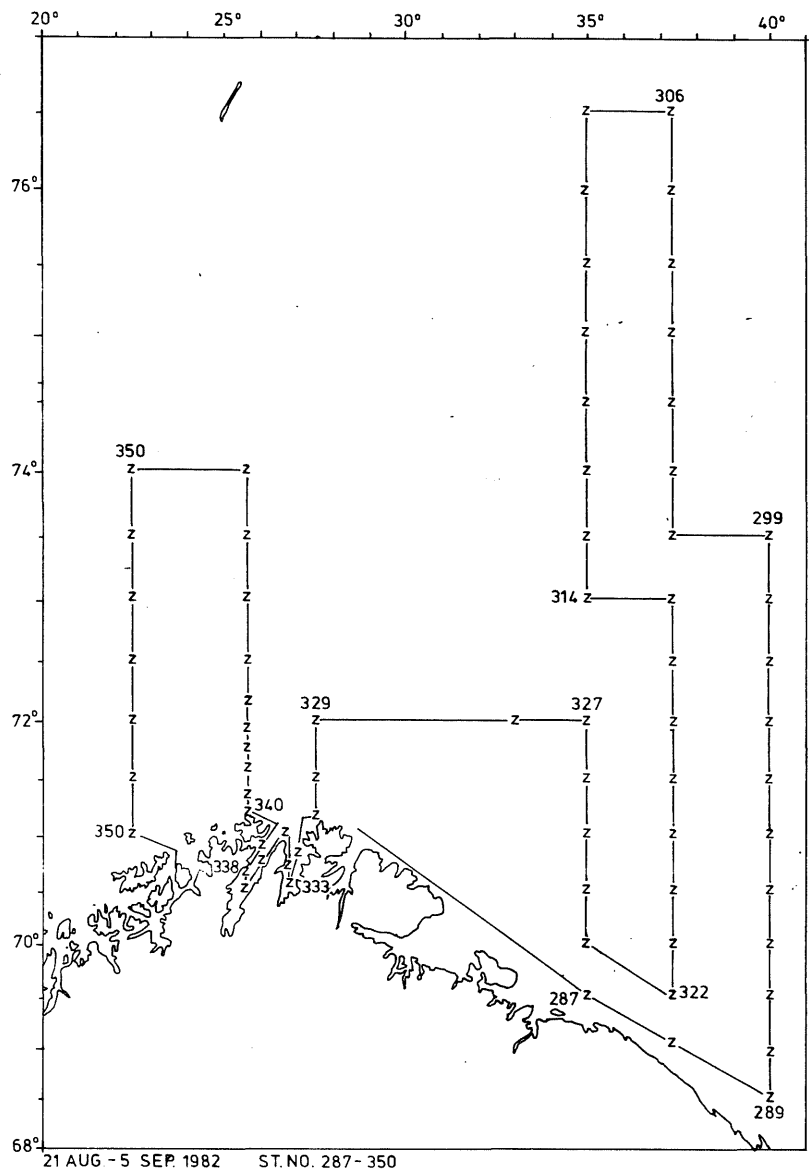 20° 25° 30° 35° 40°
306
Z Z
76° Z Z
Z Z
Z Z
Z Z
350
74° Z Z Z Z
299
Z Z Z Z Z
Z Z 314 Z Z Z
Z Z Z Z
Z
329 327
72° Z Z Z Z Z Z Z
Z
Z
Z Z Z Z Z Z
Z
Z 340 Z
350 Z Z Z Z Z
Z Z
338 Z Z Z
Z Z 333 Z Z Z
70° Z Z Z
287 Z Z 322 Z
Z Z
Z
289
68°
21 AUG.-5 SEP. 1982 ST. NO. 287-350